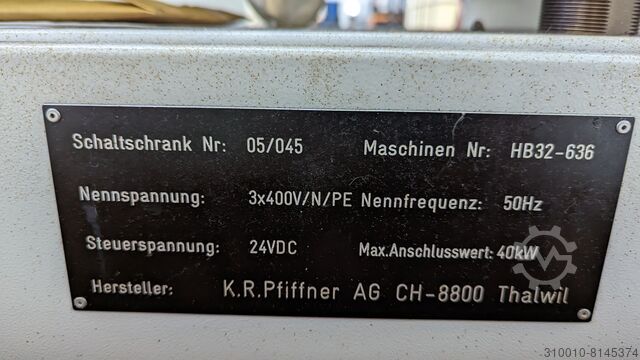 Schaltschrank Nr: 05/045 Maschinen Nr: HB32-636
Nennspannung: 3x400V/N/PE Nennfrequenz: 50Hz
Steuerspannung: 24VDC Max.Anschlusswert: 40kW
Hersteller: K.R.Pfiffner AG CH-8800 Thalwil
310010-8145374